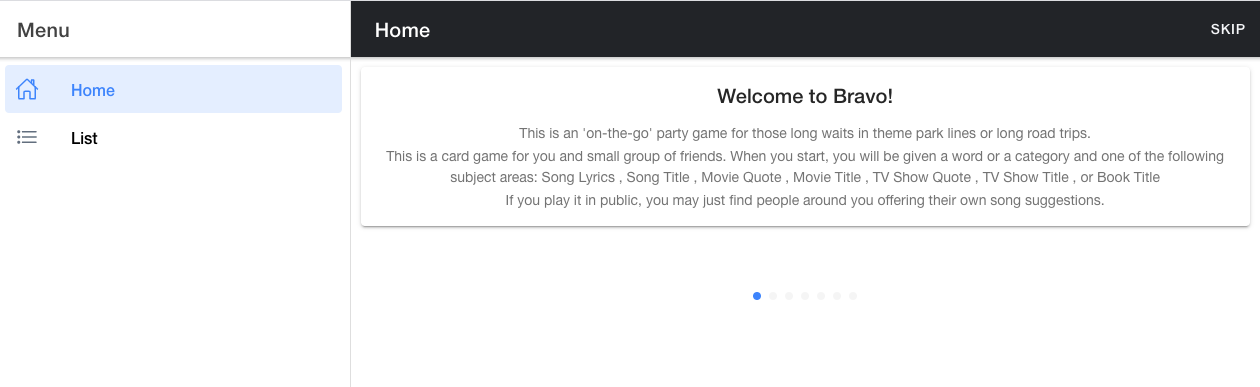 Menu
Home
SKIP
Home
List
Welcome to Bravo!
This is an 'on-the-go' party game for those long waits in theme park lines or long road trips.
This is a card game for you and small group of friends. When you start, you will be given a word or a category and one of the following
subject areas: Song Lyrics , Song Title , Movie Quote , Movie Title , TV Show Quote , TV Show Title , or Book Title
If you play it in public, you may just find people around you offering their own song suggestions.